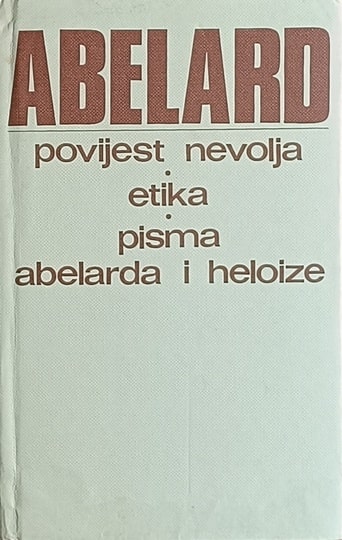 ABELARD
povijest nevolja
·
etika
·
pisma
abelarda i heloize